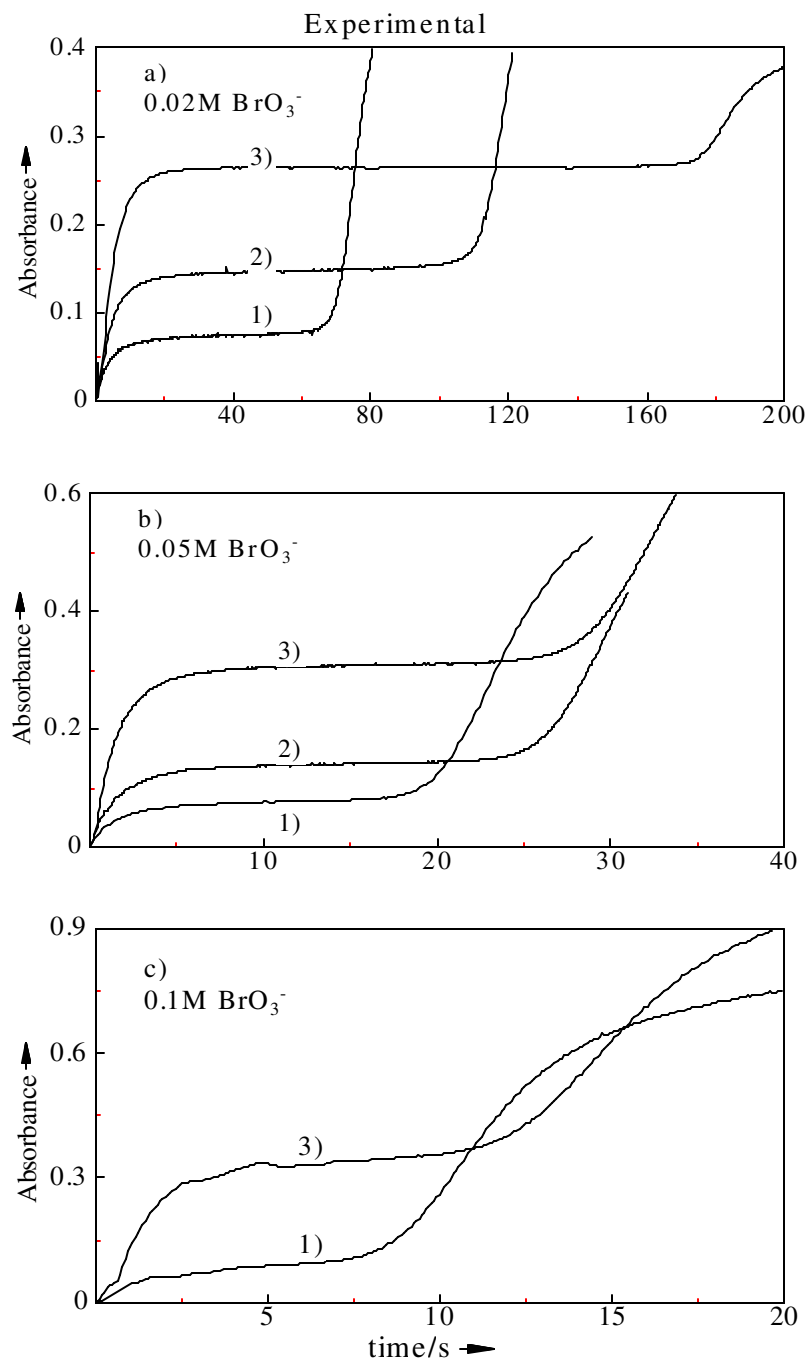 Experimental
0.4
a)
0.02M BrO₃⁻
0.3
3)
Absorbance →
0.2
2)
0.1
1)
0
40 80 120 160 200
0.6
b)
0.05M BrO₃⁻
0.4
3)
Absorbance →
0.2
2)
1)
0
10 20 30 40
0.9
c)
0.1M BrO₃⁻
0.6
3)
Absorbance →
0.3
1)
0
5 10 15 20
time/s →